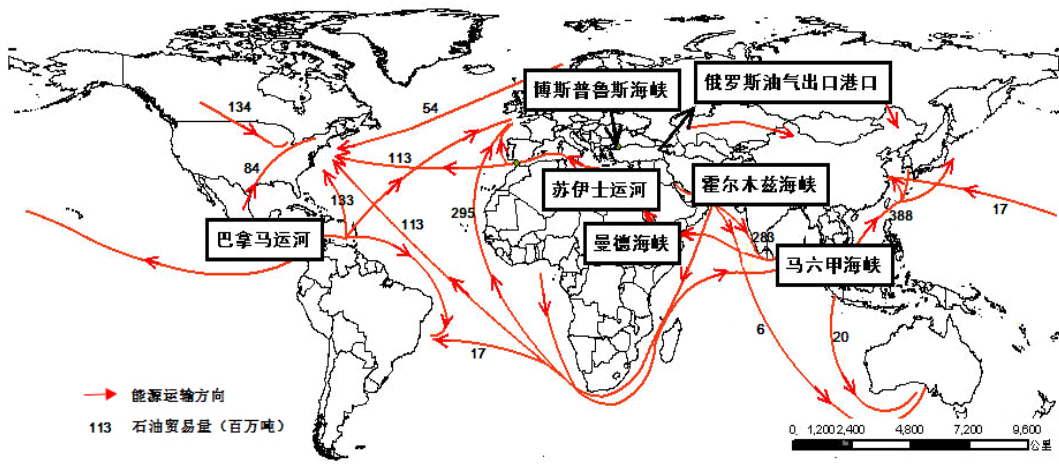 134
54
博斯普鲁斯海峡
俄罗斯油气出口港口
84
113
苏伊士运河
霍尔木兹海峡
133
113
295
388
17
巴拿马运河
曼德海峡
283
马六甲海峡
6
20
17
能源运输方向
113 石油贸易量（百万吨）
0 1,200 2,400 4,800 7,200 9,600
公里